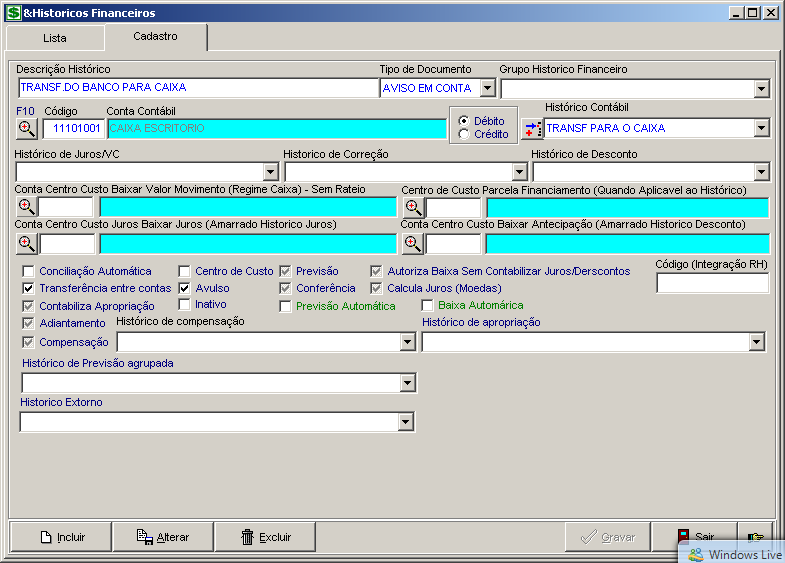 &Historicos Financeiros
Lista
Cadastro
Descrição Histórico
Tipo de Documento
Grupo Historico Financeiro
TRANSF.DO BANCO PARA CAIXA
AVISO EM CONTA
F10 Código
Conta Contábil
Histórico Contábil
11101001
CAIXA ESCRITORIO
Débito
Crédito
TRANSF PARA O CAIXA
Histórico de Juros/VC
Historico de Correção
Histórico de Desconto
Conta Centro Custo Baixar Valor Movimento (Regime Caixa) - Sem Rateio
Centro de Custo Parcela Financiamento (Quando Aplicavel ao Histórico)
Conta Centro Custo Juros Baixar Juros (Amarrado Historico Juros)
Conta Centro Custo Baixar Antecipação (Amarrado Historico Desconto)
Conciliação Automática
Centro de Custo
Previsão
Autoriza Baixa Sem Contabilizar Juros/Derscontos
Código (Integração RH)
Transferência entre contas
Avulso
Conferência
Calcula Juros (Moedas)
Contabiliza Apropriação
Inativo
Previsão Automática
Baixa Automárica
Adiantamento
Histórico de compensação
Histórico de apropriação
Compensação
Histórico de Previsão agrupada
Historico Extorno
Incluir
Alterar
Excluir
Gravar
Sair
Windows Live